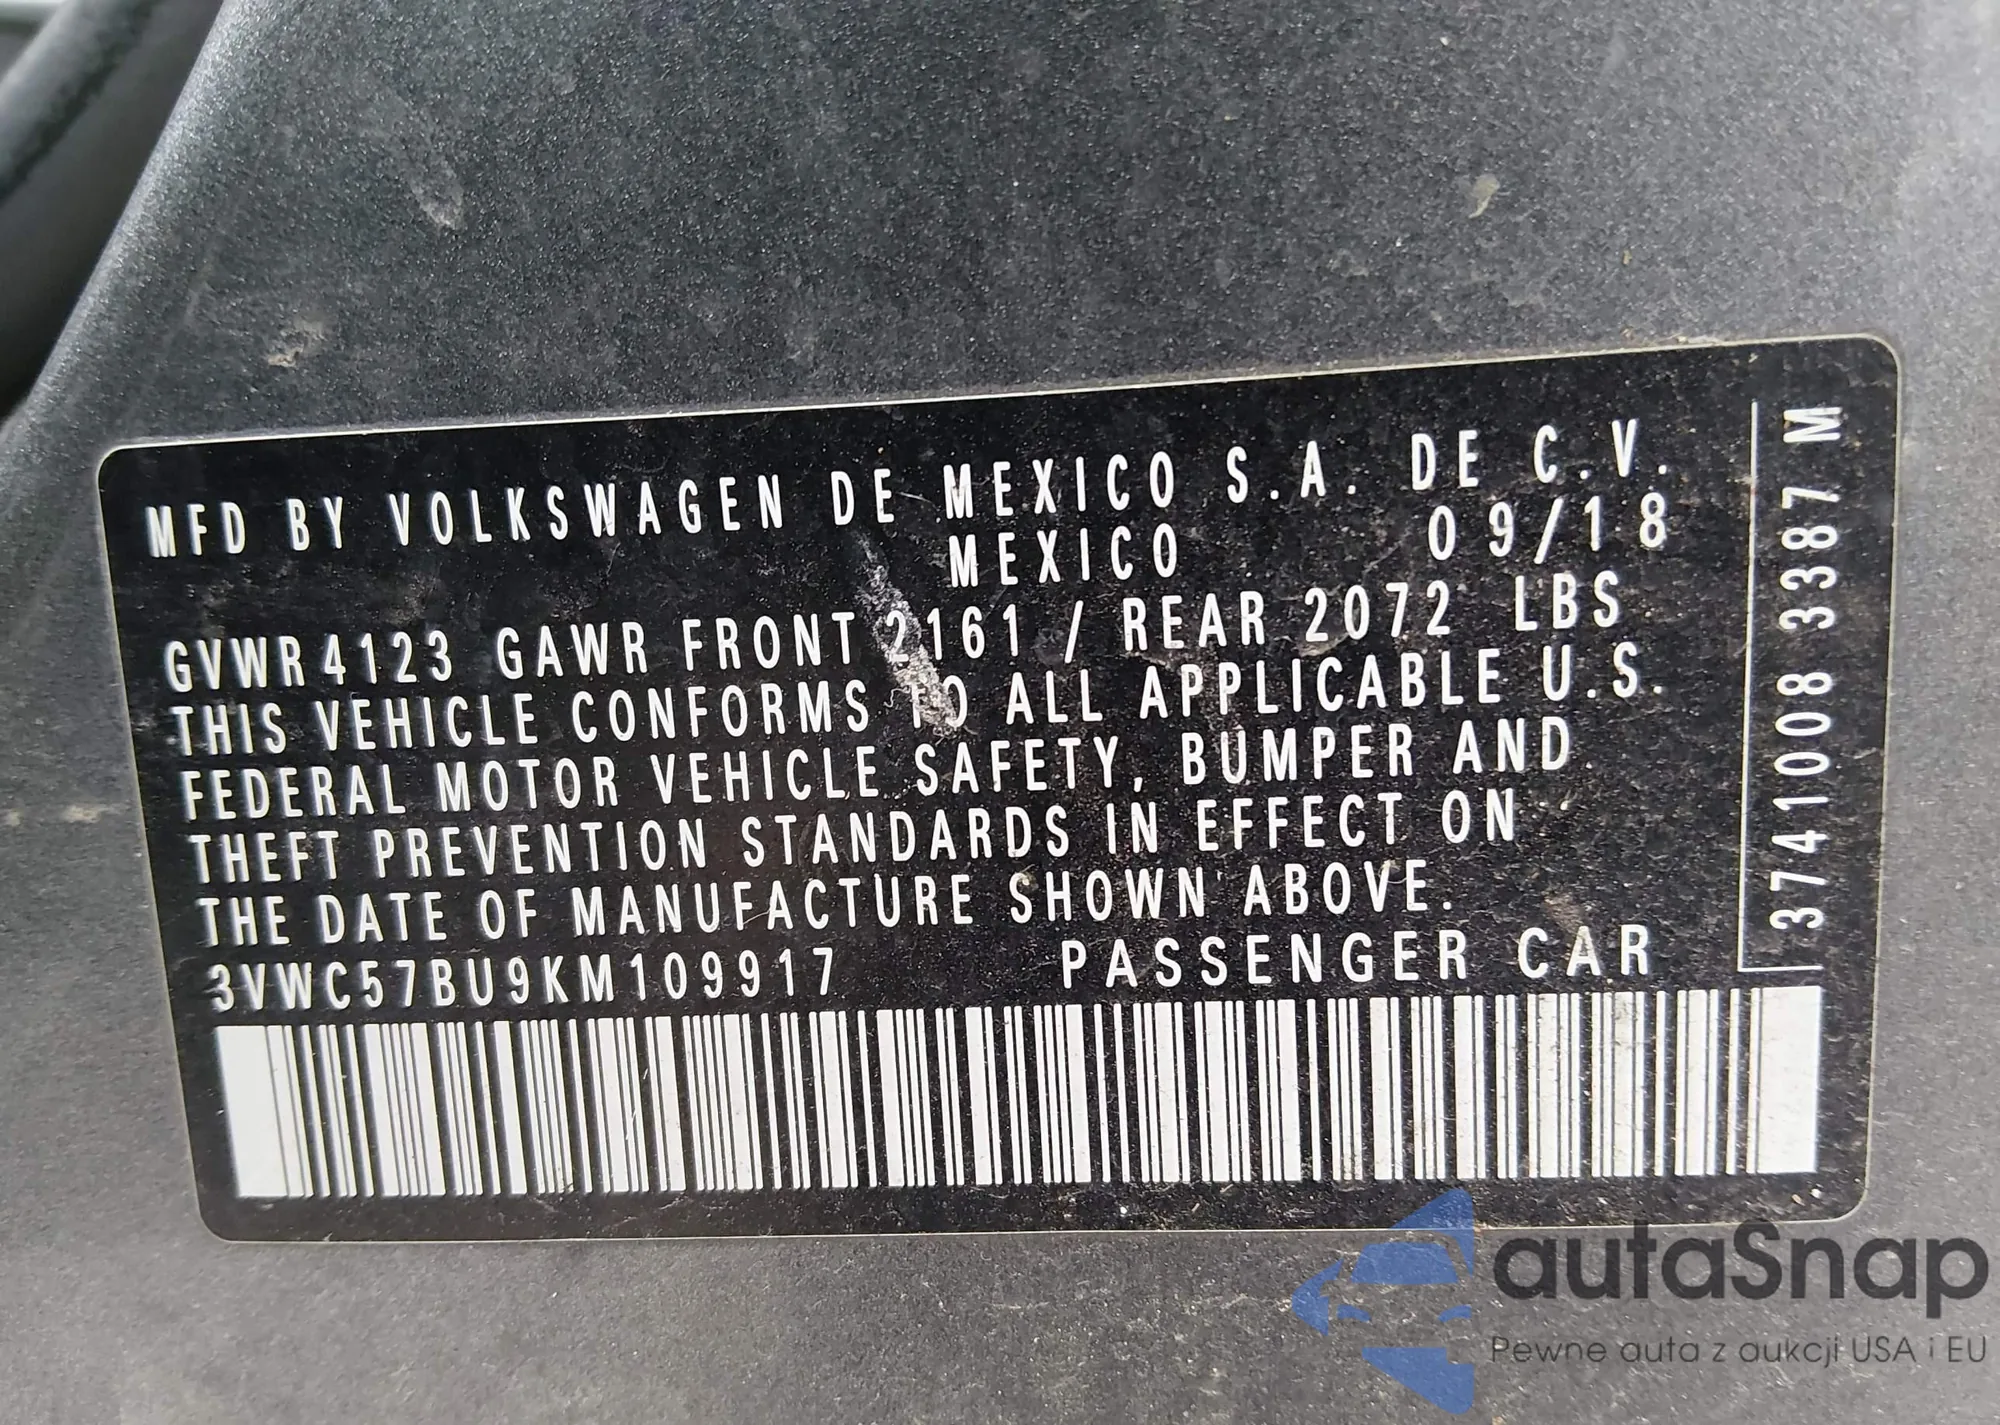 MFD BY VOLKSWAGEN DE MEXICO S.A. DE C.V.
MEXICO 09/18
GVWR 4123 GAWR FRONT 2161 / REAR 2072 LBS
THIS VEHICLE CONFORMS TO ALL APPLICABLE U.S.
FEDERAL MOTOR VEHICLE SAFETY, BUMPER AND
THEFT PREVENTION STANDARDS IN EFFECT ON
THE DATE OF MANUFACTURE SHOWN ABOVE.
3VWC57BU9KM109917 PASSENGER CAR
3741008 3387 M
autaSnap
Pewne auta z aukcji USA i EU